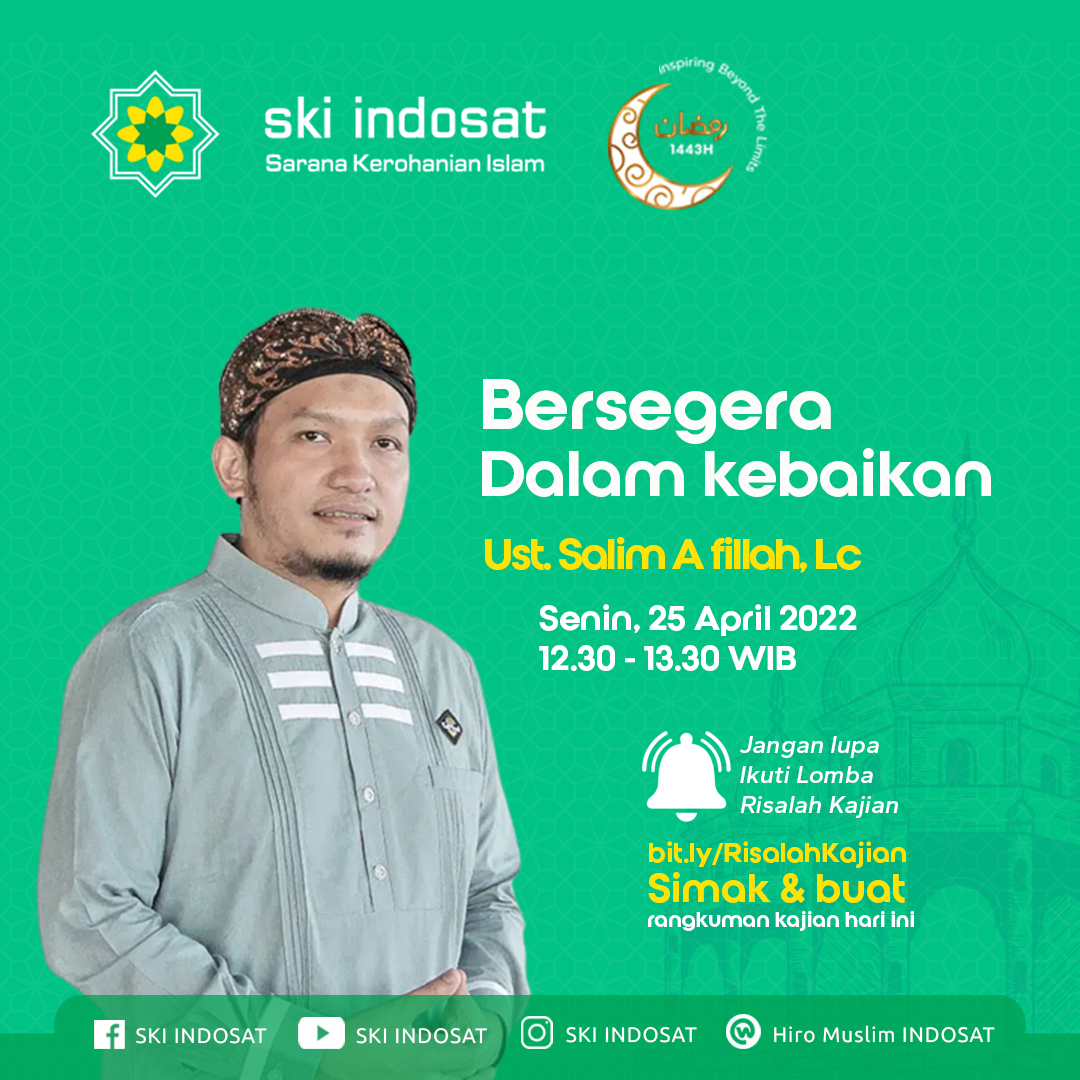 ski indosat
Sarana Kerohanian Islam
Inspiring Beyond The Limits
رمضان
1443H
Bersegera
Dalam kebaikan
Ust. Salim A fillah, Lc
Senin, 25 April 2022
12.30 - 13.30 WIB
Jangan lupa
Ikuti Lomba
Risalah Kajian
bit.ly/RisalahKajian
Simak & buat
rangkuman kajian hari ini
SKI INDOSAT
SKI INDOSAT
SKI INDOSAT
Hiro Muslim INDOSAT